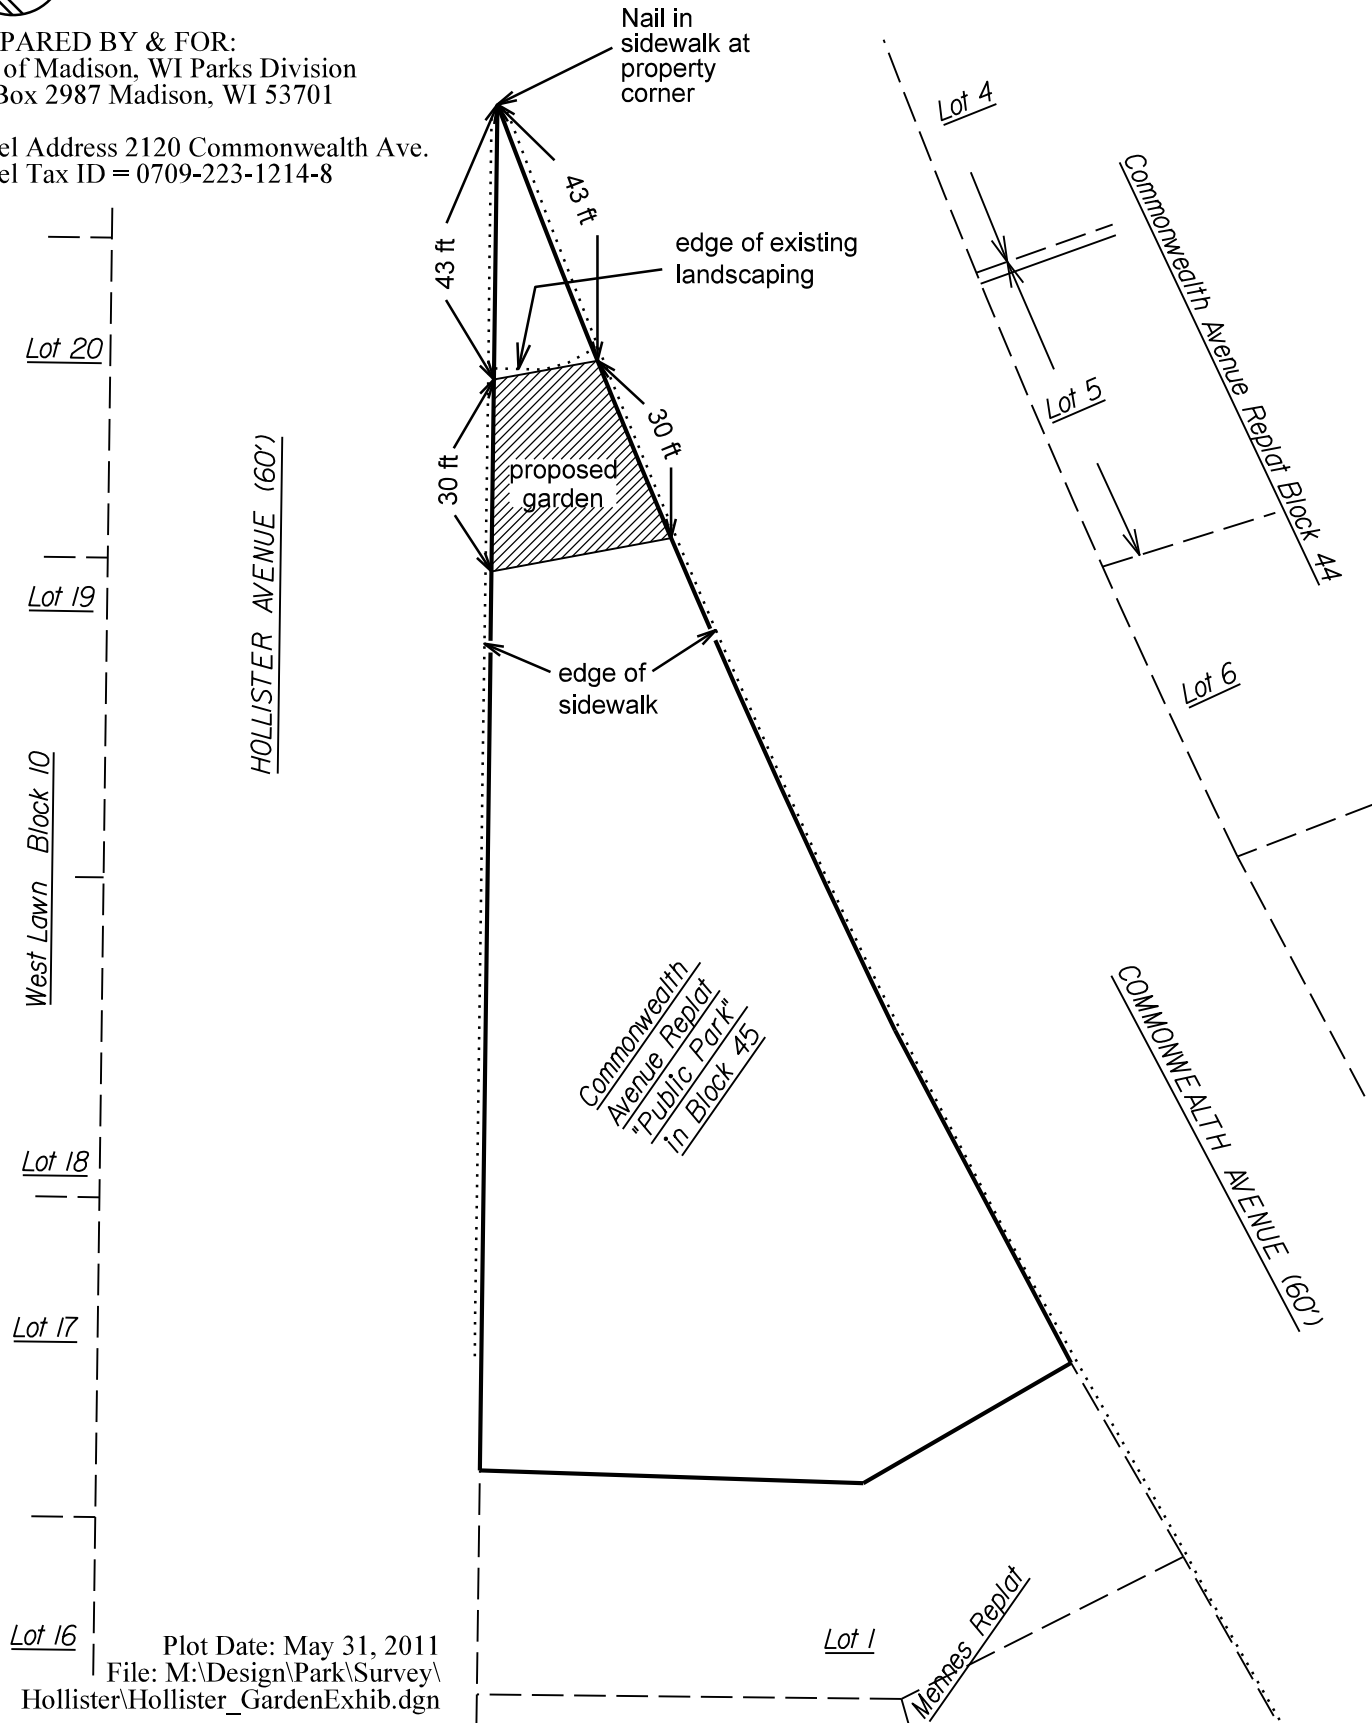 PARED BY & FOR:
of Madison, WI Parks Division
Box 2987 Madison, WI 53701
el Address 2120 Commonwealth Ave.
el Tax ID = 0709-223-1214-8
Nail in
sidewalk at
property
corner
Lot 4
Commonwealth Avenue Replat Block 44
43 ft
43 ft
edge of existing
landscaping
Lot 20
Lot 5
HOLLISTER AVENUE (60')
30 ft
30 ft
proposed
garden
Lot 19
edge of
sidewalk
Lot 6
West Lawn Block 10
Commonwealth
Avenue Replat
"Public Park"
in Block 45
COMMONWEALTH AVENUE (60')
Lot 18
Lot 17
Lot 16
Plot Date: May 31, 2011
File: M:\Design\Park\Survey\
Hollister\Hollister_GardenExhib.dgn
Lot 1
Mennes Replat